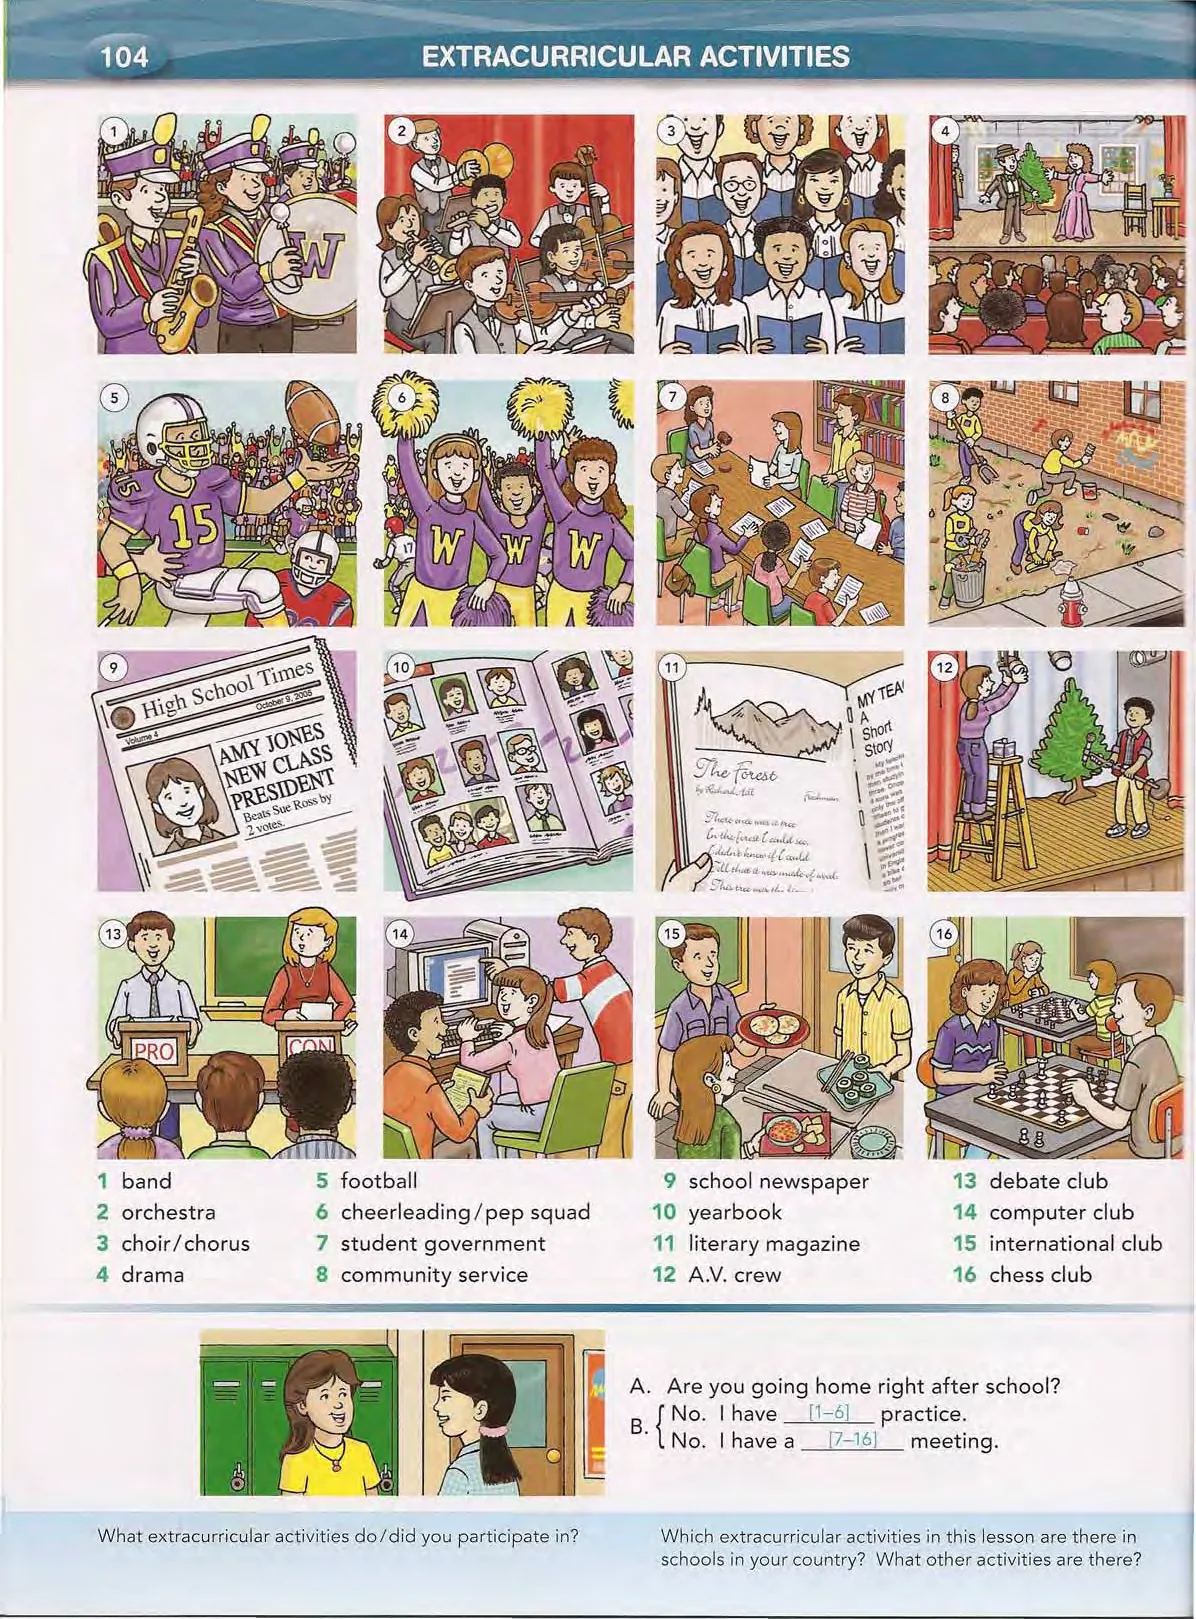 104
EXTRACURRICULAR ACTIVITIES
1
W
2
3
4
5
15
15
6
17
W
W
W
7
8
9
High School Times
Volume 4
October 9, 2005
AMY JONES
NEW CLASS
PRESIDENT
Beats Sue Ross by
2 votes.
10
11
The Forest
by Richard
Freshman
MY TEA
A
Short
Story
12
13
PRO
CON
14
15
16
1 band
2 orchestra
3 choir/chorus
4 drama
5 football
6 cheerleading/pep squad
7 student government
8 community service
9 school newspaper
10 yearbook
11 literary magazine
12 A.V. crew
13 debate club
14 computer club
15 international club
16 chess club
A. Are you going home right after school?
B. { No. I have [1–6] practice.
No. I have a [7–16] meeting.
What extracurricular activities do/did you participate in?
Which extracurricular activities in this lesson are there in
schools in your country? What other activities are there?